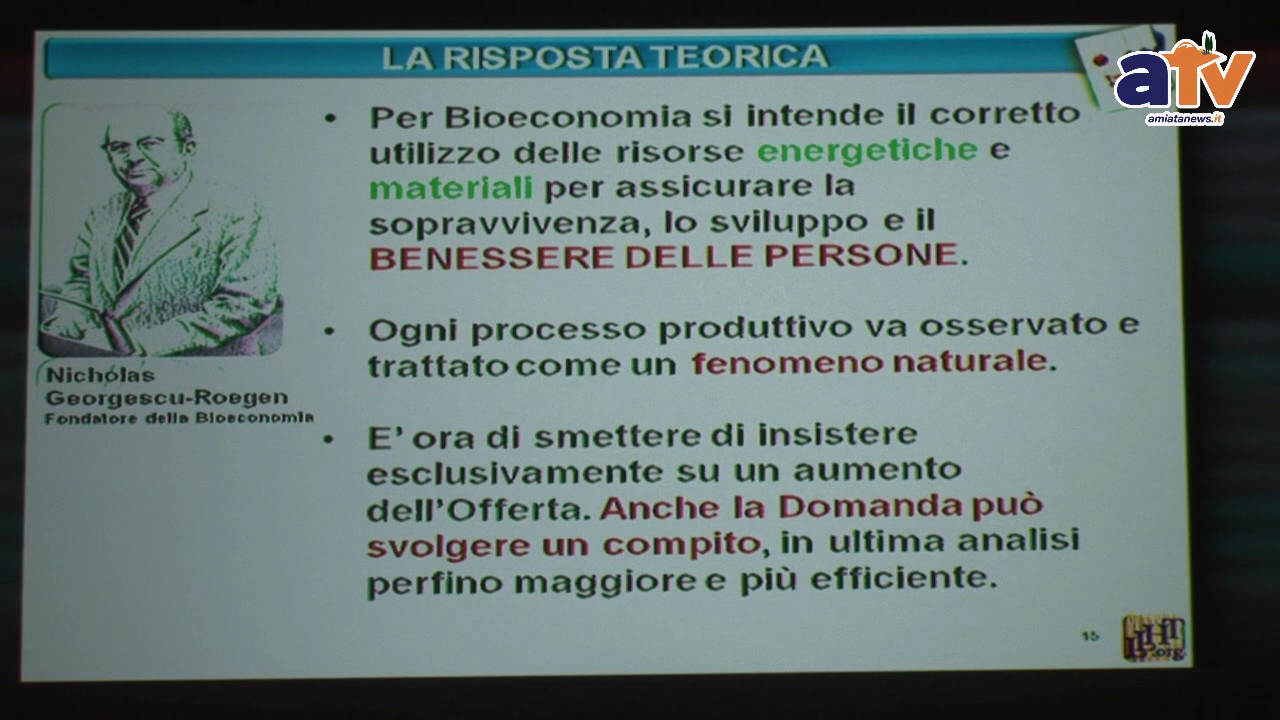 LA RISPOSTA TEORICA
aTv
amiatanews.it
• Per Bioeconomia si intende il corretto
utilizzo delle risorse energetiche e
materiali per assicurare la
sopravvivenza, lo sviluppo e il
BENESSERE DELLE PERSONE.
• Ogni processo produttivo va osservato e
trattato come un fenomeno naturale.
Nicholas
Georgescu-Roegen
Fondatore della Bioeconomia
• E’ ora di smettere di insistere
esclusivamente su un aumento
dell’Offerta. Anche la Domanda può
svolgere un compito, in ultima analisi
perfino maggiore e più efficiente.
15
.org